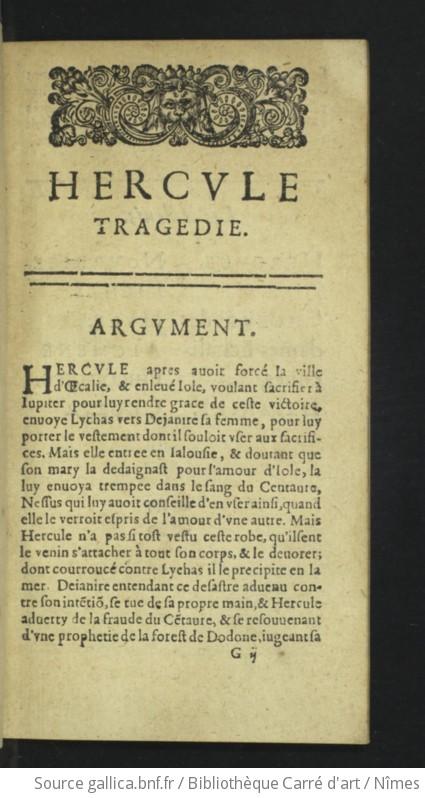 HERCVLE
TRAGEDIE.
ARGVMENT.
HERCVLE apres auoit forcé la ville
d'Œcalie, & enleué Iole, voulant sacrifier à
Iupiter pour luy rendre grace de ceste victoire,
enuoye Lychas vers Dejanire sa femme, pour luy
porter le vestement dont il souloit vser aux sacrifi-
ces. Mais elle entree en Ialousie, & doutant que
son mary la dedaignast pour l'amour d'Iole, la
luy enuoya trempee dans le sang du Centaure,
Nessus qui luy auoit conseillé d'en vser ainsi, quand
elle le verroit espris de l'amour d'vne autre. Mais
Hercule n'a pas si tost vestu ceste robe, qu'il sent
le venin s'attacher à tout son corps, & le deuorer;
dont courroucé contre Lychas il le precipite en la
mer. Deianire entendant ce desastre aduenu con-
tre son intētiō, se tue de sa propre main, & Hercule
aduerty de la fraude du Cētaure, & se resouuenant
d'vne prophetie de la forest de Dodone, iugeant sa
G ij
Source gallica.bnf.fr / Bibliothèque Carré d'art / Nîmes